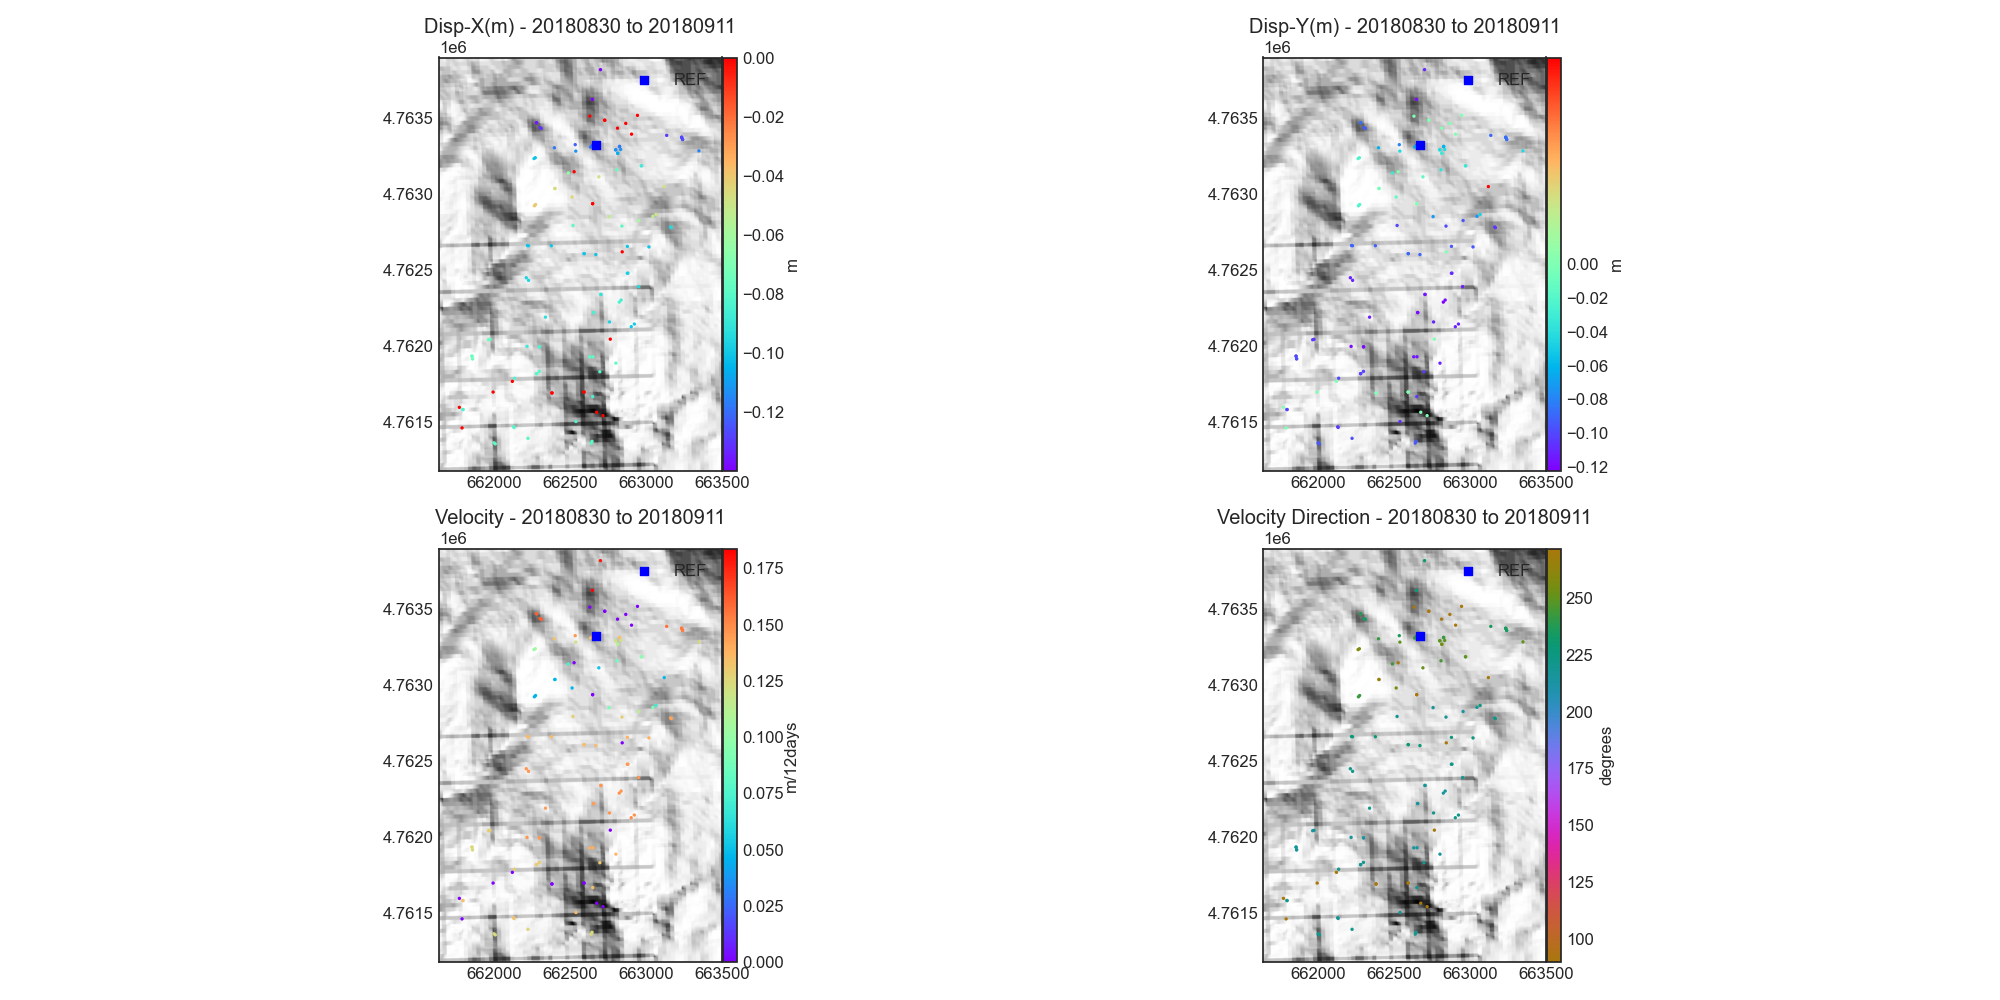 Disp-X(m) - 20180830 to 20180911
1e6
REF
4.7635
4.7630
4.7625
4.7620
4.7615
662000 662500 663000 663500
0.00
−0.02
−0.04
−0.06
−0.08
−0.10
−0.12
m
Disp-Y(m) - 20180830 to 20180911
1e6
REF
4.7635
4.7630
4.7625
4.7620
4.7615
662000 662500 663000 663500
0.00
−0.02
−0.04
−0.06
−0.08
−0.10
−0.12
m
Velocity - 20180830 to 20180911
1e6
REF
4.7635
4.7630
4.7625
4.7620
4.7615
662000 662500 663000 663500
0.175
0.150
0.125
0.100
0.075
0.050
0.025
0.000
m/12days
Velocity Direction - 20180830 to 20180911
1e6
REF
4.7635
4.7630
4.7625
4.7620
4.7615
662000 662500 663000 663500
250
225
200
175
150
125
100
degrees